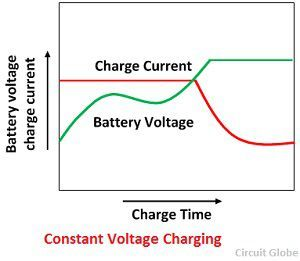 Charge Current
Battery Voltage
Battery voltage
charge current
Charge Time
Constant Voltage Charging
Circuit Globe